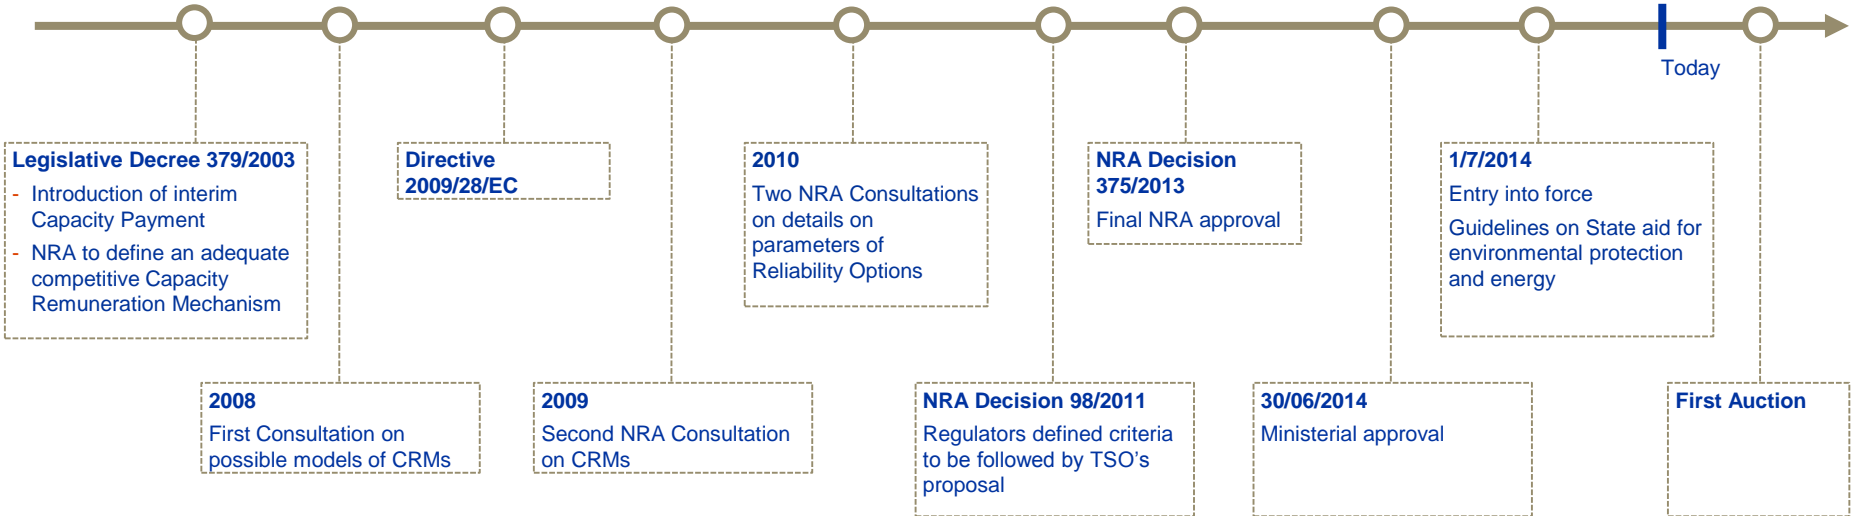 Today
Legislative Decree 379/2003
- Introduction of interim
Capacity Payment
- NRA to define an adequate
competitive Capacity
Remuneration Mechanism
Directive
2009/28/EC
2010
Two NRA Consultations
on details on
parameters of
Reliability Options
NRA Decision
375/2013
Final NRA approval
1/7/2014
Entry into force
Guidelines on State aid for
environmental protection
and energy
2008
First Consultation on
possible models of CRMs
2009
Second NRA Consultation
on CRMs
NRA Decision 98/2011
Regulators defined criteria
to be followed by TSO's
proposal
30/06/2014
Ministerial approval
First Auction